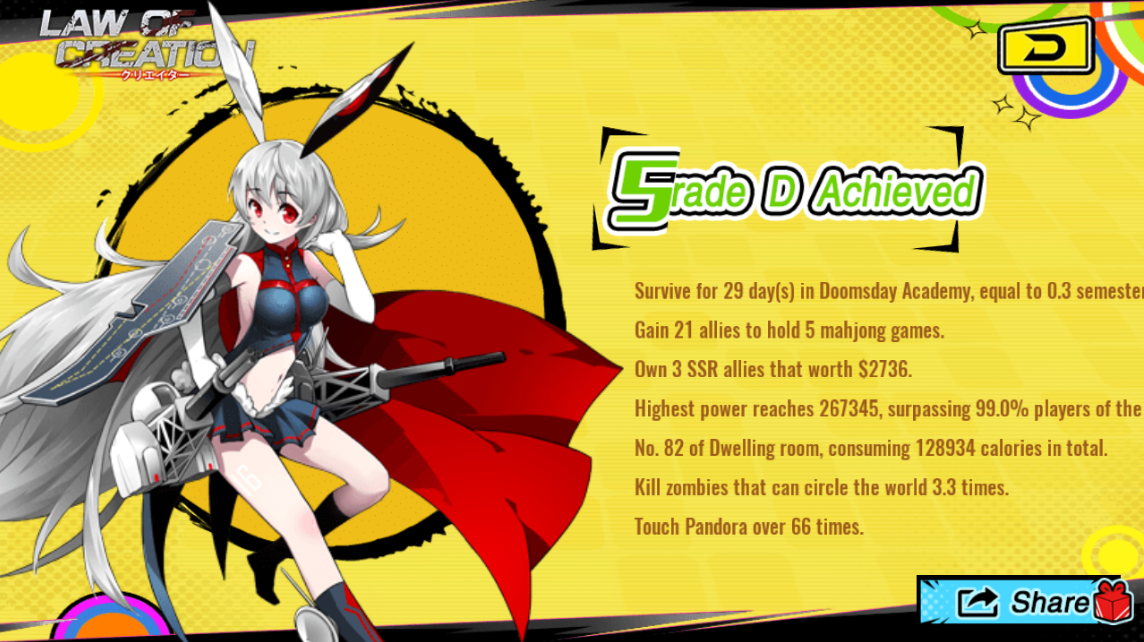 LAW OF
CREATION
クリエイター
Grade D Achieved
Survive for 29 day(s) in Doomsday Academy, equal to 0.3 semester
Gain 21 allies to hold 5 mahjong games.
Own 3 SSR allies that worth $2736.
Highest power reaches 267345, surpassing 99.0% players of the
No. 82 of Dwelling room, consuming 128934 calories in total.
Kill zombies that can circle the world 3.3 times.
Touch Pandora over 66 times.
Share